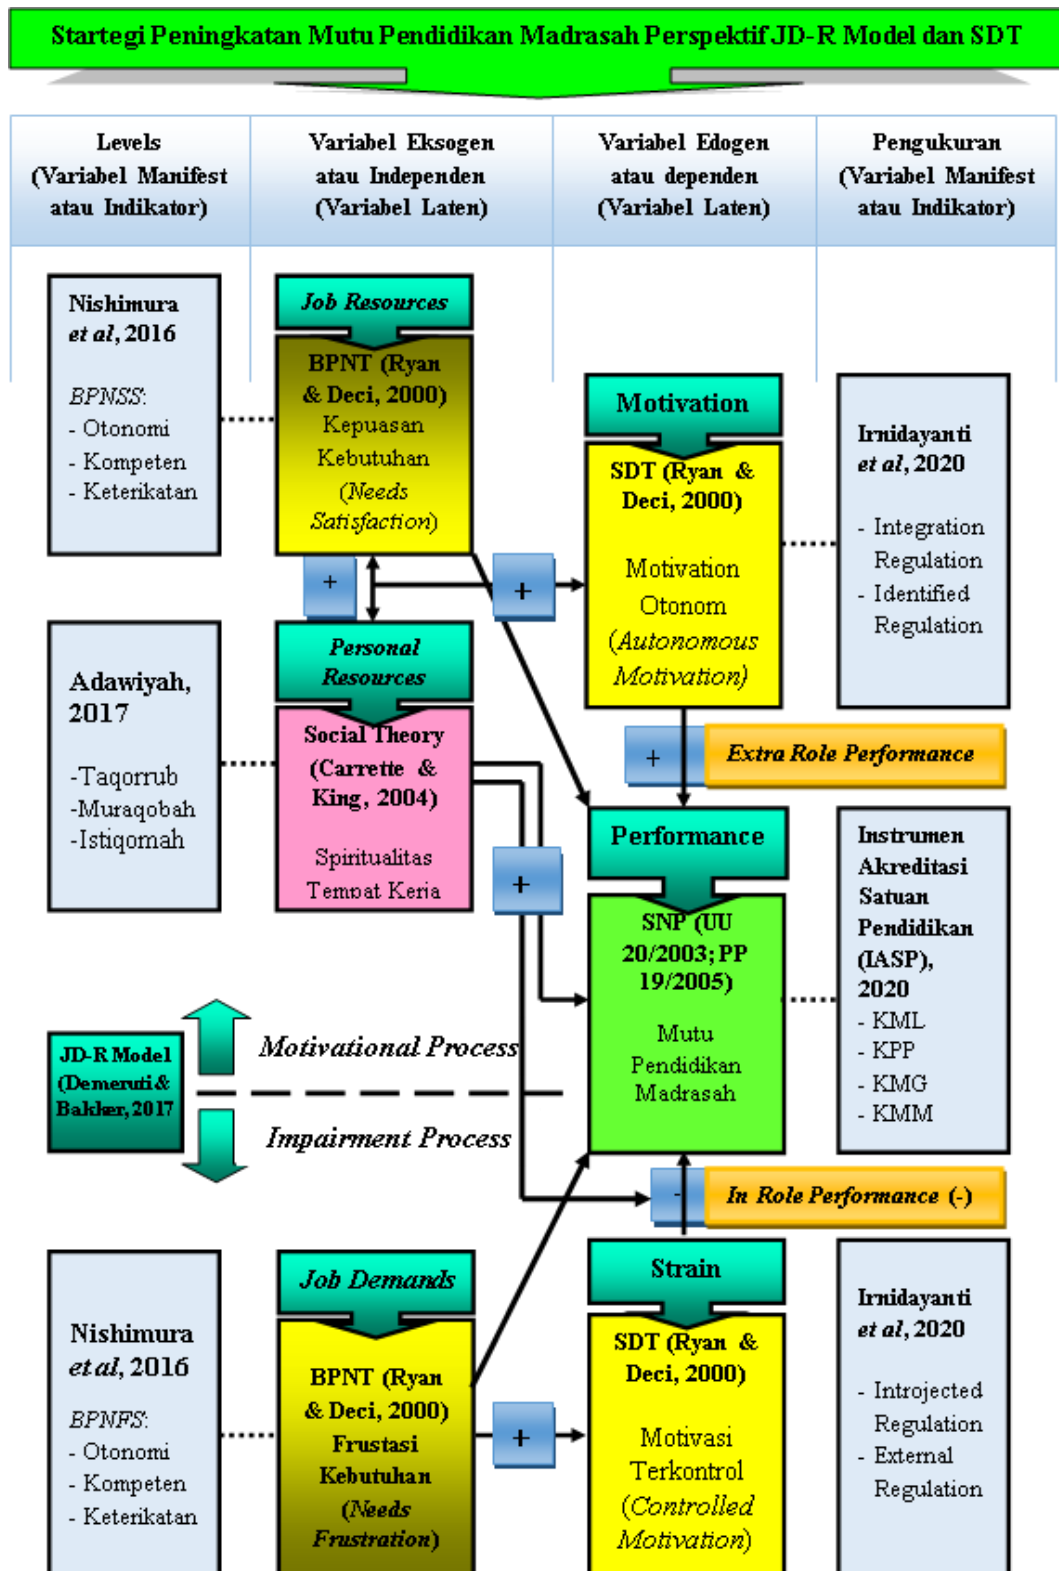 Startegi Peningkatan Mutu Pendidikan Madrasah Perspektif JD-R Model dan SDT
Levels
(Variabel Manifest
atau Indikator)
Variabel Eksogen
atau Independen
(Variabel Laten)
Variabel Edogen
atau dependen
(Variabel Laten)
Pengukuran
(Variabel Manifest
atau Indikator)
Nishimura
et al, 2016
BPNSS:
- Otonomi
- Kompeten
- Keterikatan
Job Resources
BPNT (Ryan
& Deci, 2000)
Kepuasan
Kebutuhan
(Needs
Satisfaction)
Motivation
SDT (Ryan &
Deci, 2000)
Motivation
Otonom
(Autonomous
Motivation)
Irnidayanti
et al, 2020
- Integration
Regulation
- Identified
Regulation
+
+
Adawiyah,
2017
-Taqorrub
-Muraqobah
-Istiqomah
Personal
Resources
Social Theory
(Carrette &
King, 2004)
Spiritualitas
Tempat Kerja
+
Extra Role Performance
+
Performance
SNP (UU
20/2003; PP
19/2005)
Mutu
Pendidikan
Madrasah
Instrumen
Akreditasi
Satuan
Pendidikan
(IASP),
2020
- KML
- KPP
- KMG
- KMM
JD-R Model
(Demeruti &
Bakker, 2017
Motivational Process
Impairment Process
-
In Role Performance (-)
Nishimura
et al, 2016
BPNFS:
- Otonomi
- Kompeten
- Keterikatan
Job Demands
BPNT (Ryan
& Deci, 2000)
Frustasi
Kebutuhan
(Needs
Frustration)
+
Strain
SDT (Ryan &
Deci, 2000)
Motivasi
Terkontrol
(Controlled
Motivation)
Irnidayanti
et al, 2020
- Introjected
Regulation
- External
Regulation